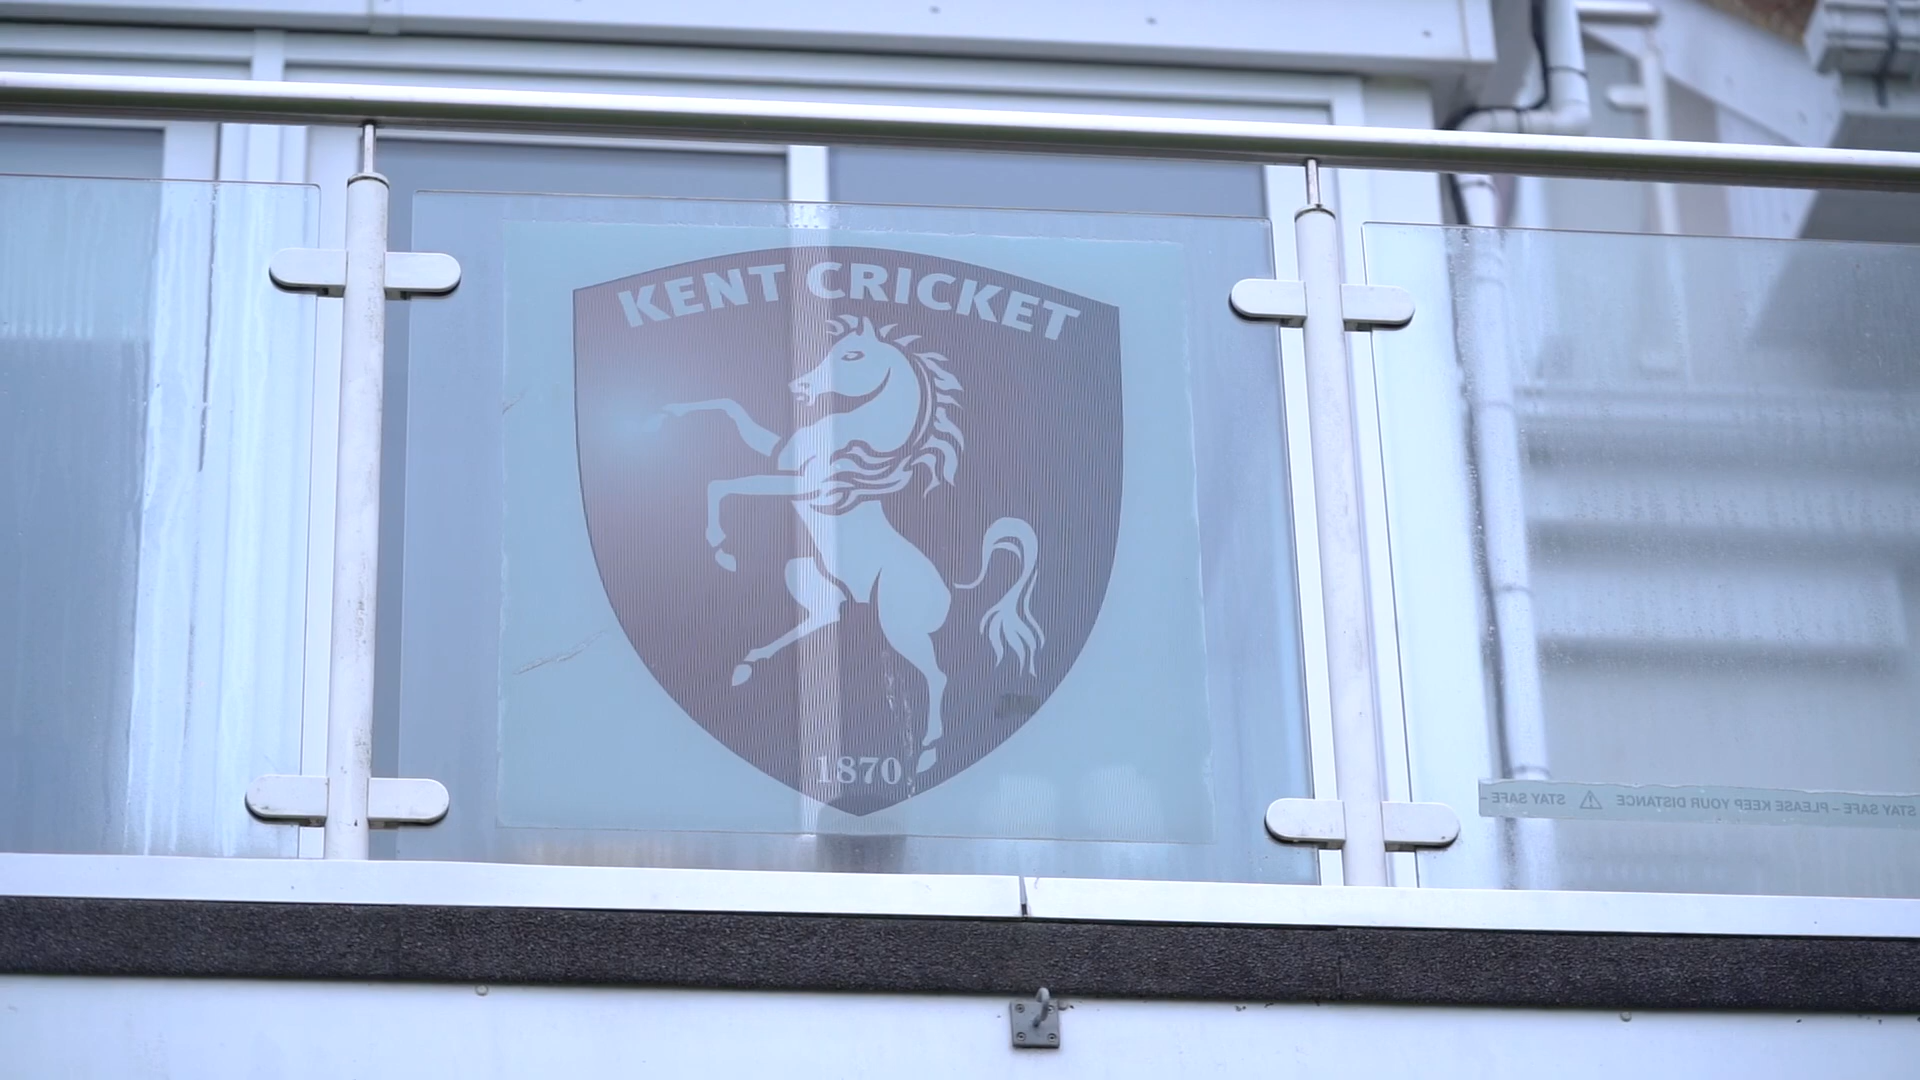 KENT CRICKET
1870
STAY SAFE – PLEASE KEEP YOUR DISTANCE ⚠ STAY SAFE –